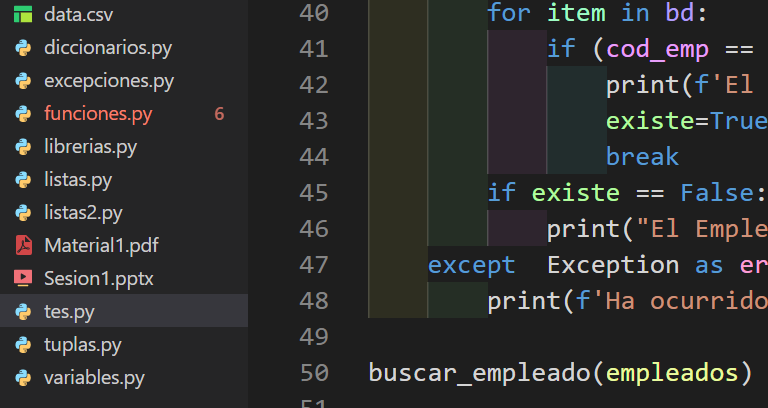 data.csv
diccionarios.py
excepciones.py
funciones.py 6
librerias.py
listas.py
listas2.py
Material1.pdf
Sesion1.pptx
tes.py
tuplas.py
variables.py
40 for item in bd:
41 if (cod_emp ==
42 print(f'El
43 existe=True
44 break
45 if existe == False:
46 print("El Emple
47 except  Exception as er
48 print(f'Ha ocurrido
49
50 buscar_empleado(empleados)
51